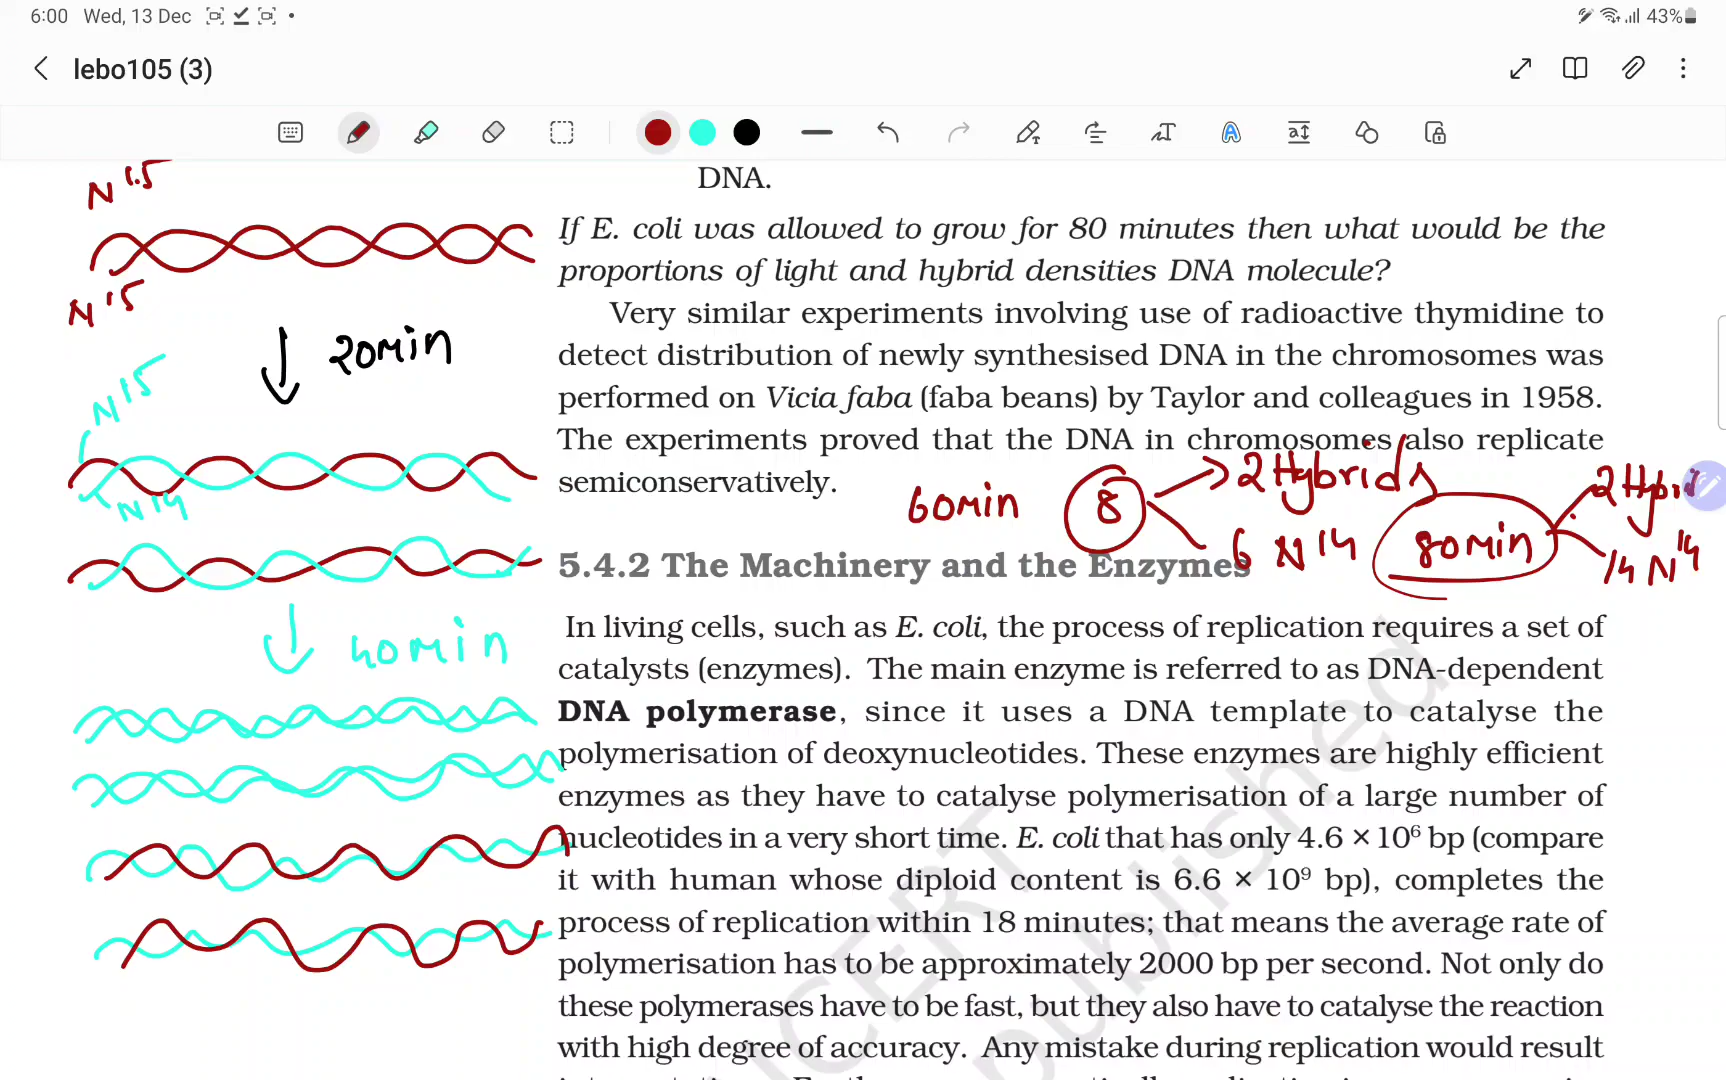 6:00 Wed, 13 Dec
43%
lebo105 (3)
N15
DNA.
If E. coli was allowed to grow for 80 minutes then what would be the
proportions of light and hybrid densities DNA molecule?
N15
Very similar experiments involving use of radioactive thymidine to
20min
detect distribution of newly synthesised DNA in the chromosomes was
N15
performed on Vicia faba (faba beans) by Taylor and colleagues in 1958.
The experiments proved that the DNA in chromosomes also replicate
semiconservatively.
N14
60min 8 2 Hybrids
6 N14
80min 2 Hybri
14 N14
5.4.2 The Machinery and the Enzymes
In living cells, such as E. coli, the process of replication requires a set of
40min
catalysts (enzymes). The main enzyme is referred to as DNA-dependent
DNA polymerase, since it uses a DNA template to catalyse the
polymerisation of deoxynucleotides. These enzymes are highly efficient
enzymes as they have to catalyse polymerisation of a large number of
nucleotides in a very short time. E. coli that has only 4.6 × 10⁶ bp (compare
it with human whose diploid content is 6.6 × 10⁹ bp), completes the
process of replication within 18 minutes; that means the average rate of
polymerisation has to be approximately 2000 bp per second. Not only do
these polymerases have to be fast, but they also have to catalyse the reaction
with high degree of accuracy. Any mistake during replication would result